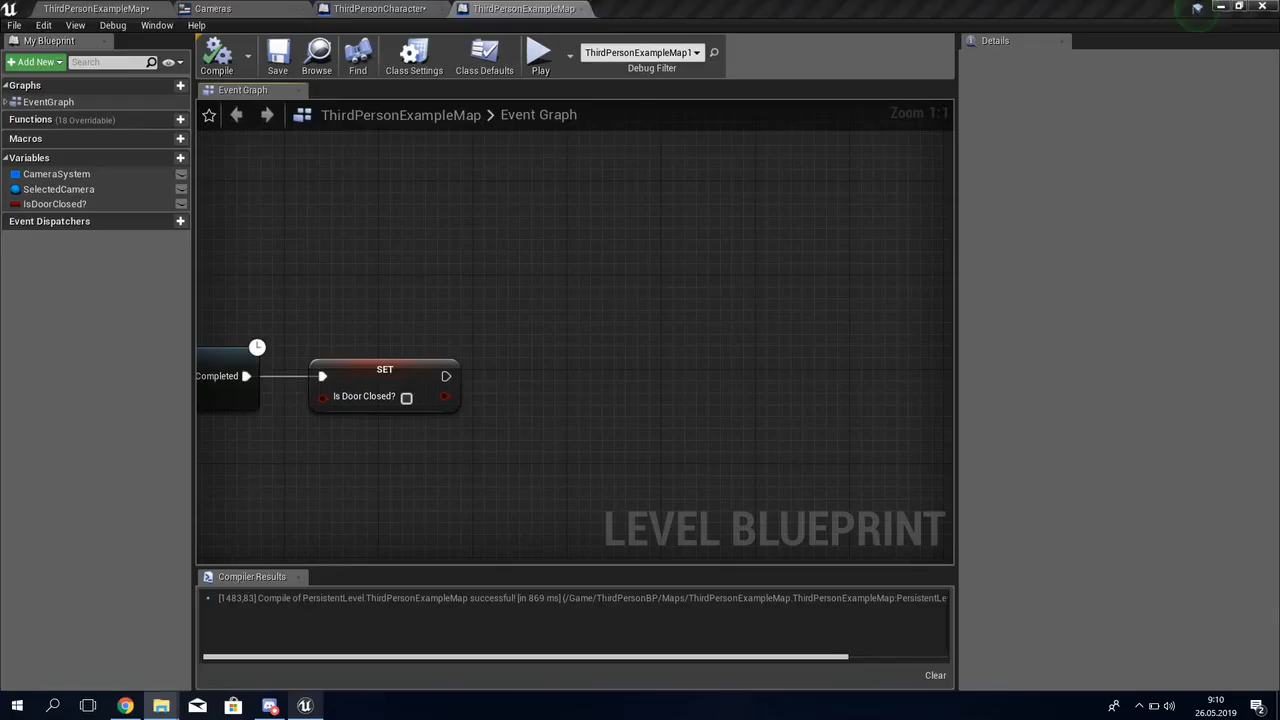 ThirdPersonExampleMap*
Cameras
ThirdPersonCharacter*
ThirdPersonExampleMap
File Edit View Debug Window Help
My Blueprint
Details
Add New
Search
Compile
Save
Browse
Find
Class Settings
Class Defaults
Play
ThirdPersonExampleMap1
Debug Filter
Graphs
EventGraph
Functions (18 Overridable)
Macros
Variables
CameraSystem
SelectedCamera
IsDoorClosed?
Event Dispatchers
Event Graph
ThirdPersonExampleMap > Event Graph
Zoom 1:1
Completed
SET
Is Door Closed?
LEVEL BLUEPRINT
Compiler Results
[1483,83] Compile of PersistentLevel.ThirdPersonExampleMap successful! [in 869 ms] (/Game/ThirdPersonBP/Maps/ThirdPersonExampleMap.ThirdPersonExampleMap:PersistentLe
Clear
9:10
26.05.2019
2